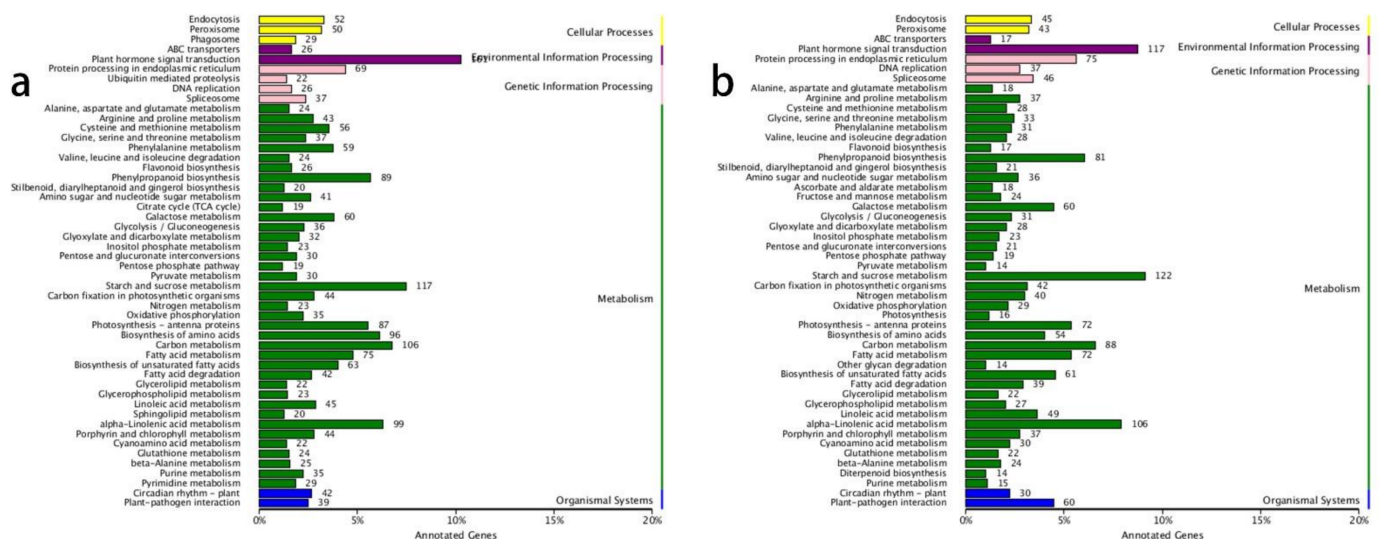 a
Endocytosis 52
Peroxisome 50
Phagosome 29
Cellular Processes
ABC transporters 26
Plant hormone signal transduction 161
Environmental Information Processing
Protein processing in endoplasmic reticulum 69
Ubiquitin mediated proteolysis 22
DNA replication 26
Genetic Information Processing
Spliceosome 37
Alanine, aspartate and glutamate metabolism 24
Arginine and proline metabolism 43
Cysteine and methionine metabolism 56
Glycine, serine and threonine metabolism 37
Phenylalanine metabolism 59
Valine, leucine and isoleucine degradation 24
Flavonoid biosynthesis 26
Phenylpropanoid biosynthesis 89
Stilbenoid, diarylheptanoid and gingerol biosynthesis 20
Amino sugar and nucleotide sugar metabolism 41
Citrate cycle (TCA cycle) 19
Galactose metabolism 60
Glycolysis / Gluconeogenesis 36
Glyoxylate and dicarboxylate metabolism 32
Inositol phosphate metabolism 23
Pentose and glucuronate interconversions 30
Pentose phosphate pathway 19
Pyruvate metabolism 30
Starch and sucrose metabolism 117
Carbon fixation in photosynthetic organisms 44
Metabolism
Nitrogen metabolism 23
Oxidative phosphorylation 35
Photosynthesis - antenna proteins 87
Biosynthesis of amino acids 96
Carbon metabolism 106
Fatty acid metabolism 75
Biosynthesis of unsaturated fatty acids 63
Fatty acid degradation 42
Glycerolipid metabolism 22
Glycerophospholipid metabolism 23
Linoleic acid metabolism 45
Sphingolipid metabolism 20
alpha-Linolenic acid metabolism 99
Porphyrin and chlorophyll metabolism 44
Cyanoamino acid metabolism 22
Glutathione metabolism 24
beta-Alanine metabolism 25
Purine metabolism 35
Pyrimidine metabolism 29
Circadian rhythm - plant 42
Plant-pathogen interaction 39
Organismal Systems
0% 5% 10% 15% 20%
Annotated Genes
b
Endocytosis 45
Peroxisome 43
Cellular Processes
ABC transporters 17
Plant hormone signal transduction 117
Environmental Information Processing
Protein processing in endoplasmic reticulum 75
DNA replication 37
Genetic Information Processing
Spliceosome 46
Alanine, aspartate and glutamate metabolism 18
Arginine and proline metabolism 37
Cysteine and methionine metabolism 28
Glycine, serine and threonine metabolism 33
Phenylalanine metabolism 31
Valine, leucine and isoleucine degradation 28
Flavonoid biosynthesis 17
Phenylpropanoid biosynthesis 81
Stilbenoid, diarylheptanoid and gingerol biosynthesis 21
Amino sugar and nucleotide sugar metabolism 36
Ascorbate and aldarate metabolism 18
Fructose and mannose metabolism 24
Galactose metabolism 60
Glycolysis / Gluconeogenesis 31
Glyoxylate and dicarboxylate metabolism 28
Inositol phosphate metabolism 23
Pentose and glucuronate interconversions 21
Pentose phosphate pathway 19
Pyruvate metabolism 14
Starch and sucrose metabolism 122
Carbon fixation in photosynthetic organisms 42
Metabolism
Nitrogen metabolism 40
Oxidative phosphorylation 29
Photosynthesis 16
Photosynthesis - antenna proteins 72
Biosynthesis of amino acids 54
Carbon metabolism 88
Fatty acid metabolism 72
Other glycan degradation 14
Biosynthesis of unsaturated fatty acids 61
Fatty acid degradation 39
Glycerolipid metabolism 22
Glycerophospholipid metabolism 27
Linoleic acid metabolism 49
alpha-Linolenic acid metabolism 106
Porphyrin and chlorophyll metabolism 37
Cyanoamino acid metabolism 30
Glutathione metabolism 22
beta-Alanine metabolism 24
Diterpenoid biosynthesis 14
Purine metabolism 15
Circadian rhythm - plant 30
Plant-pathogen interaction 60
Organismal Systems
0% 5% 10% 15% 20%
Annotated Genes